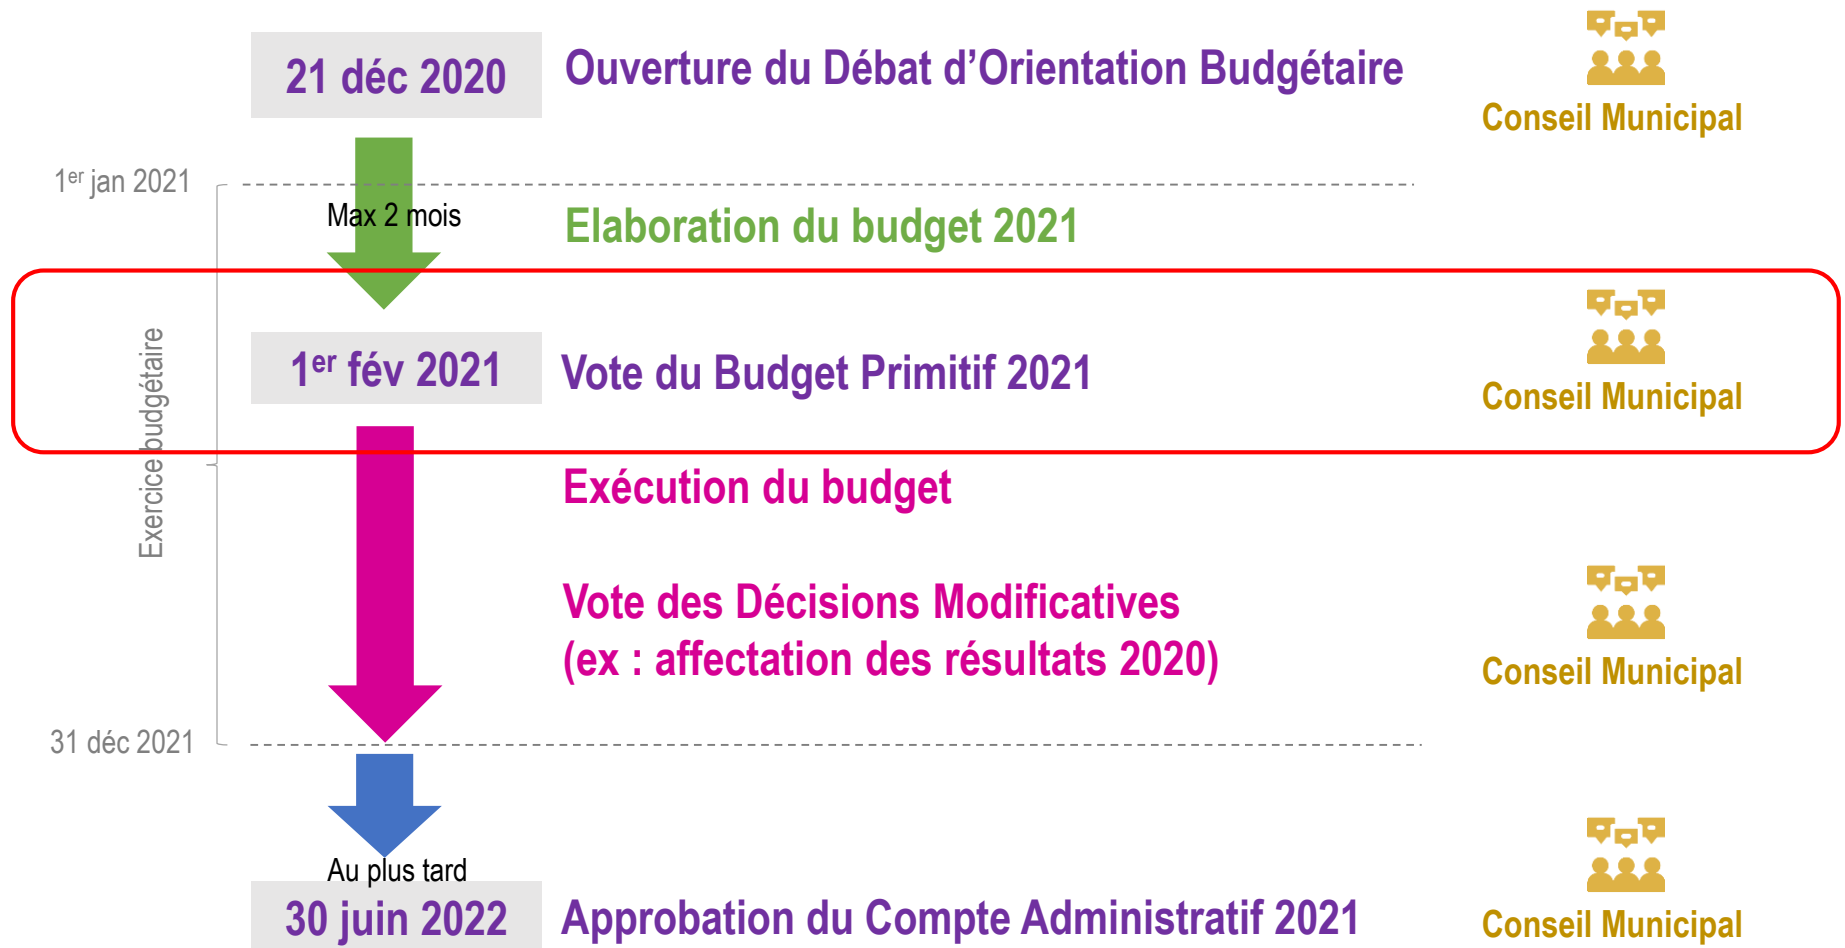 21 déc 2020
Ouverture du Débat d’Orientation Budgétaire
Conseil Municipal
1er jan 2021
Max 2 mois
Elaboration du budget 2021
Exercice budgétaire
1er fév 2021
Vote du Budget Primitif 2021
Conseil Municipal
Exécution du budget
Vote des Décisions Modificatives
(ex : affectation des résultats 2020)
Conseil Municipal
31 déc 2021
Au plus tard
30 juin 2022
Approbation du Compte Administratif 2021
Conseil Municipal